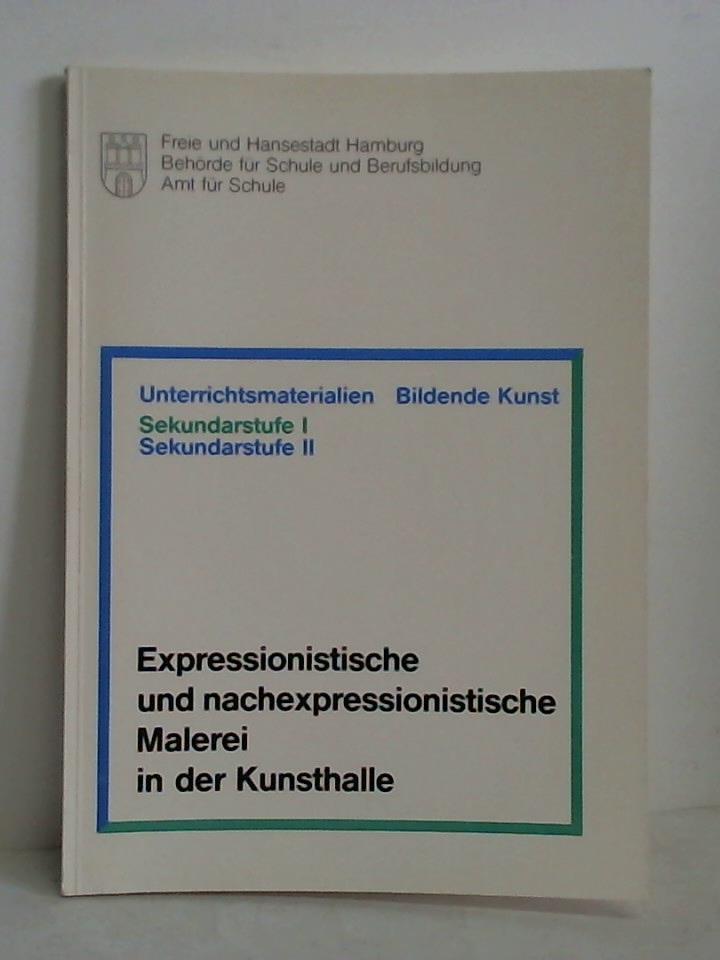 Freie und Hansestadt Hamburg
Behörde für Schule und Berufsbildung
Amt für Schule
Unterrichtsmaterialien Bildende Kunst
Sekundarstufe I
Sekundarstufe II
Expressionistische
und nachexpressionistische
Malerei
in der Kunsthalle